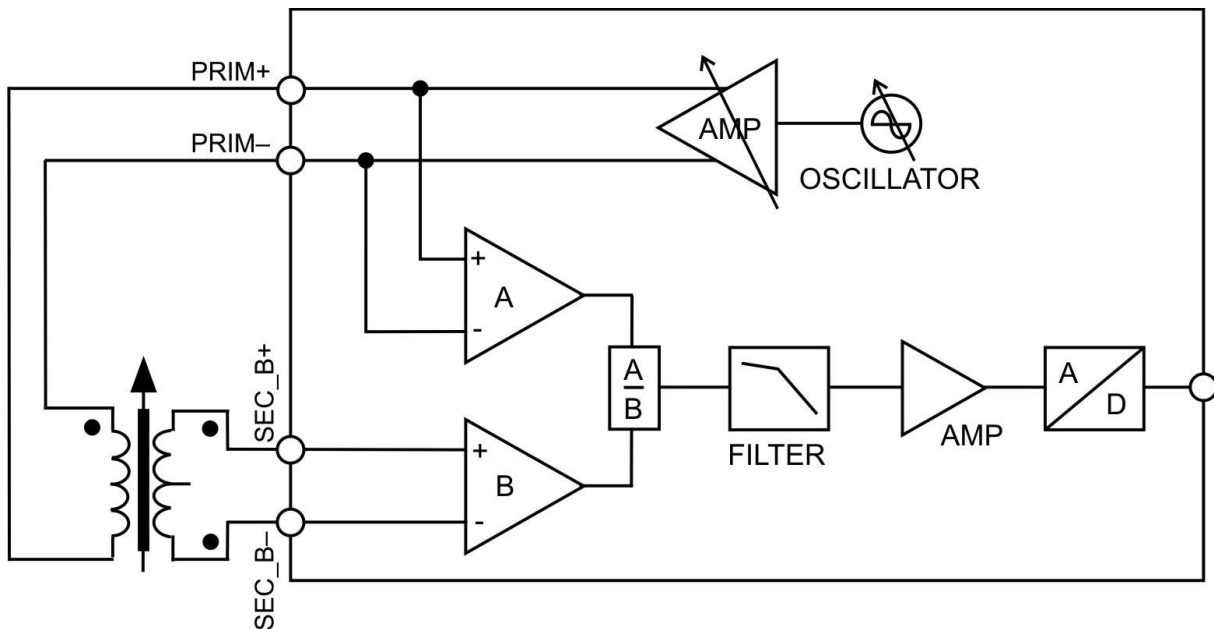 PRIM+
PRIM–
AMP
OSCILLATOR
+
A
-
SEC_B+
A
B
A
D
FILTER
AMP
+
B
-
SEC_B–